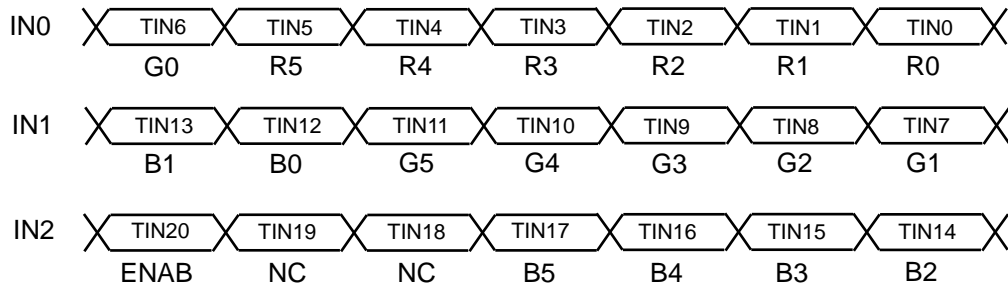 IN0 TIN6 TIN5 TIN4 TIN3 TIN2 TIN1 TIN0
G0 R5 R4 R3 R2 R1 R0
IN1 TIN13 TIN12 TIN11 TIN10 TIN9 TIN8 TIN7
B1 B0 G5 G4 G3 G2 G1
IN2 TIN20 TIN19 TIN18 TIN17 TIN16 TIN15 TIN14
ENAB NC NC B5 B4 B3 B2